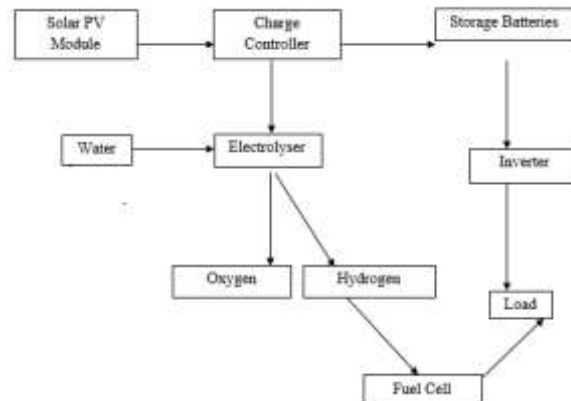 Solar PV
Module
Charge
Controller
Storage Batteries
Water
Electrolyser
Inverter
Oxygen
Hydrogen
Load
Fuel Cell